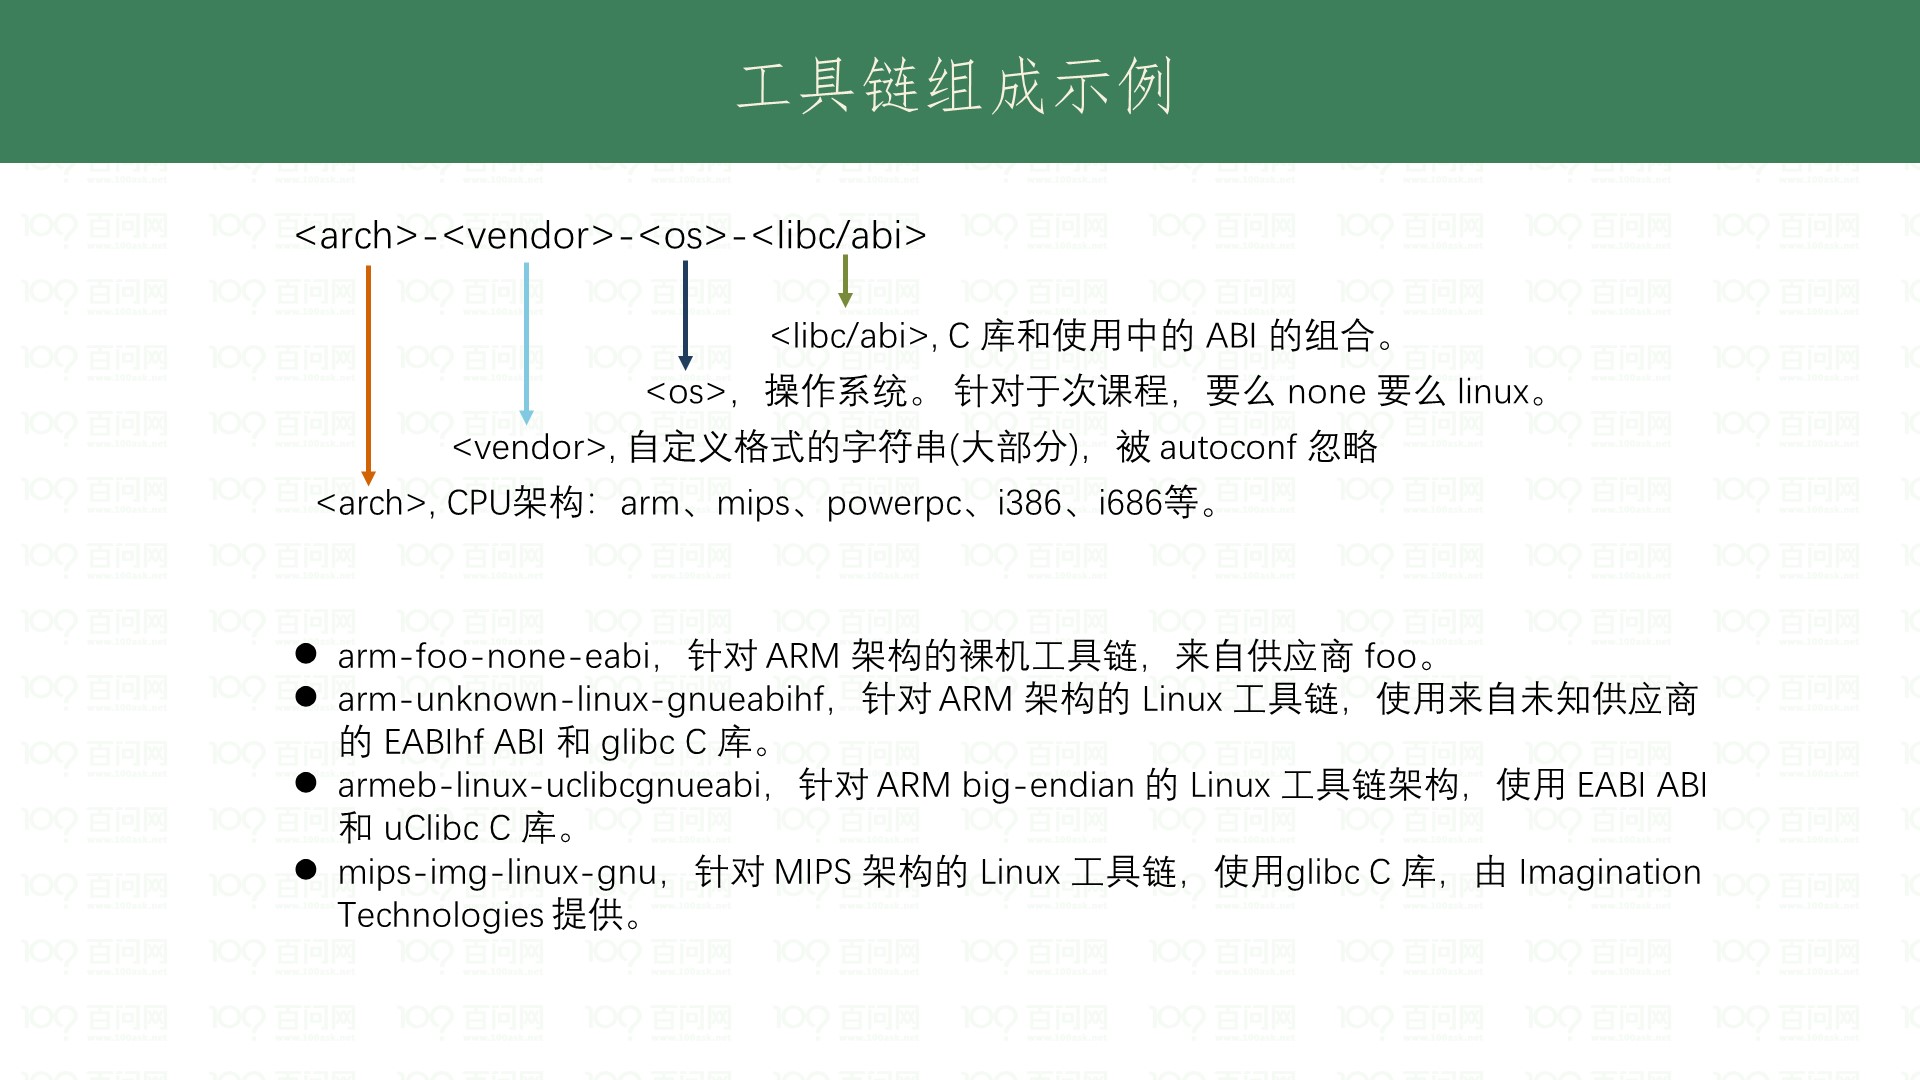 工具链组成示例
<arch>-<vendor>-<os>-<libc/abi>
<libc/abi>, C 库和使用中的 ABI 的组合。
<os>，操作系统。 针对于次课程，要么 none 要么 linux。
<vendor>, 自定义格式的字符串(大部分)，被 autoconf 忽略
<arch>, CPU架构：arm、mips、powerpc、i386、i686等。
● arm-foo-none-eabi，针对 ARM 架构的裸机工具链，来自供应商 foo。
● arm-unknown-linux-gnueabihf，针对 ARM 架构的 Linux 工具链，使用来自未知供应商
的 EABIhf ABI 和 glibc C 库。
● armeb-linux-uclibcgnueabi，针对 ARM big-endian 的 Linux 工具链架构，使用 EABI ABI
和 uClibc C 库。
● mips-img-linux-gnu，针对 MIPS 架构的 Linux 工具链，使用glibc C 库，由 Imagination
Technologies 提供。
百问网
www.100ask.net